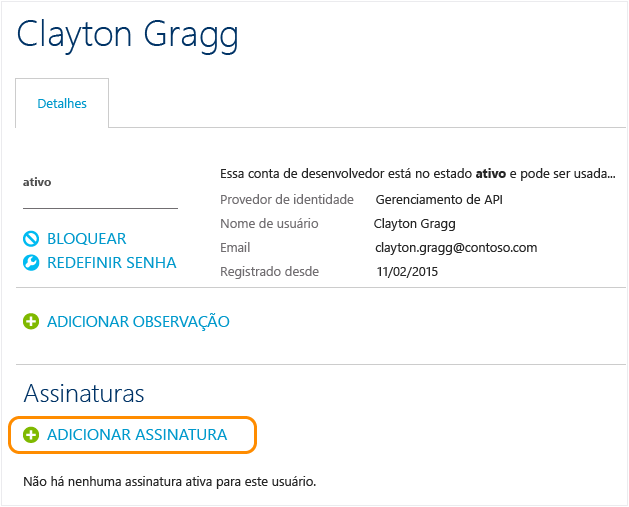 Clayton Gragg
Detalhes
ativo
Essa conta de desenvolvedor está no estado ativo e pode ser usada...
Provedor de identidade Gerenciamento de API
Nome de usuário Clayton Gragg
Email clayton.gragg@contoso.com
Registrado desde 11/02/2015
BLOQUEAR
REDEFINIR SENHA
ADICIONAR OBSERVAÇÃO
Assinaturas
ADICIONAR ASSINATURA
Não há nenhuma assinatura ativa para este usuário.